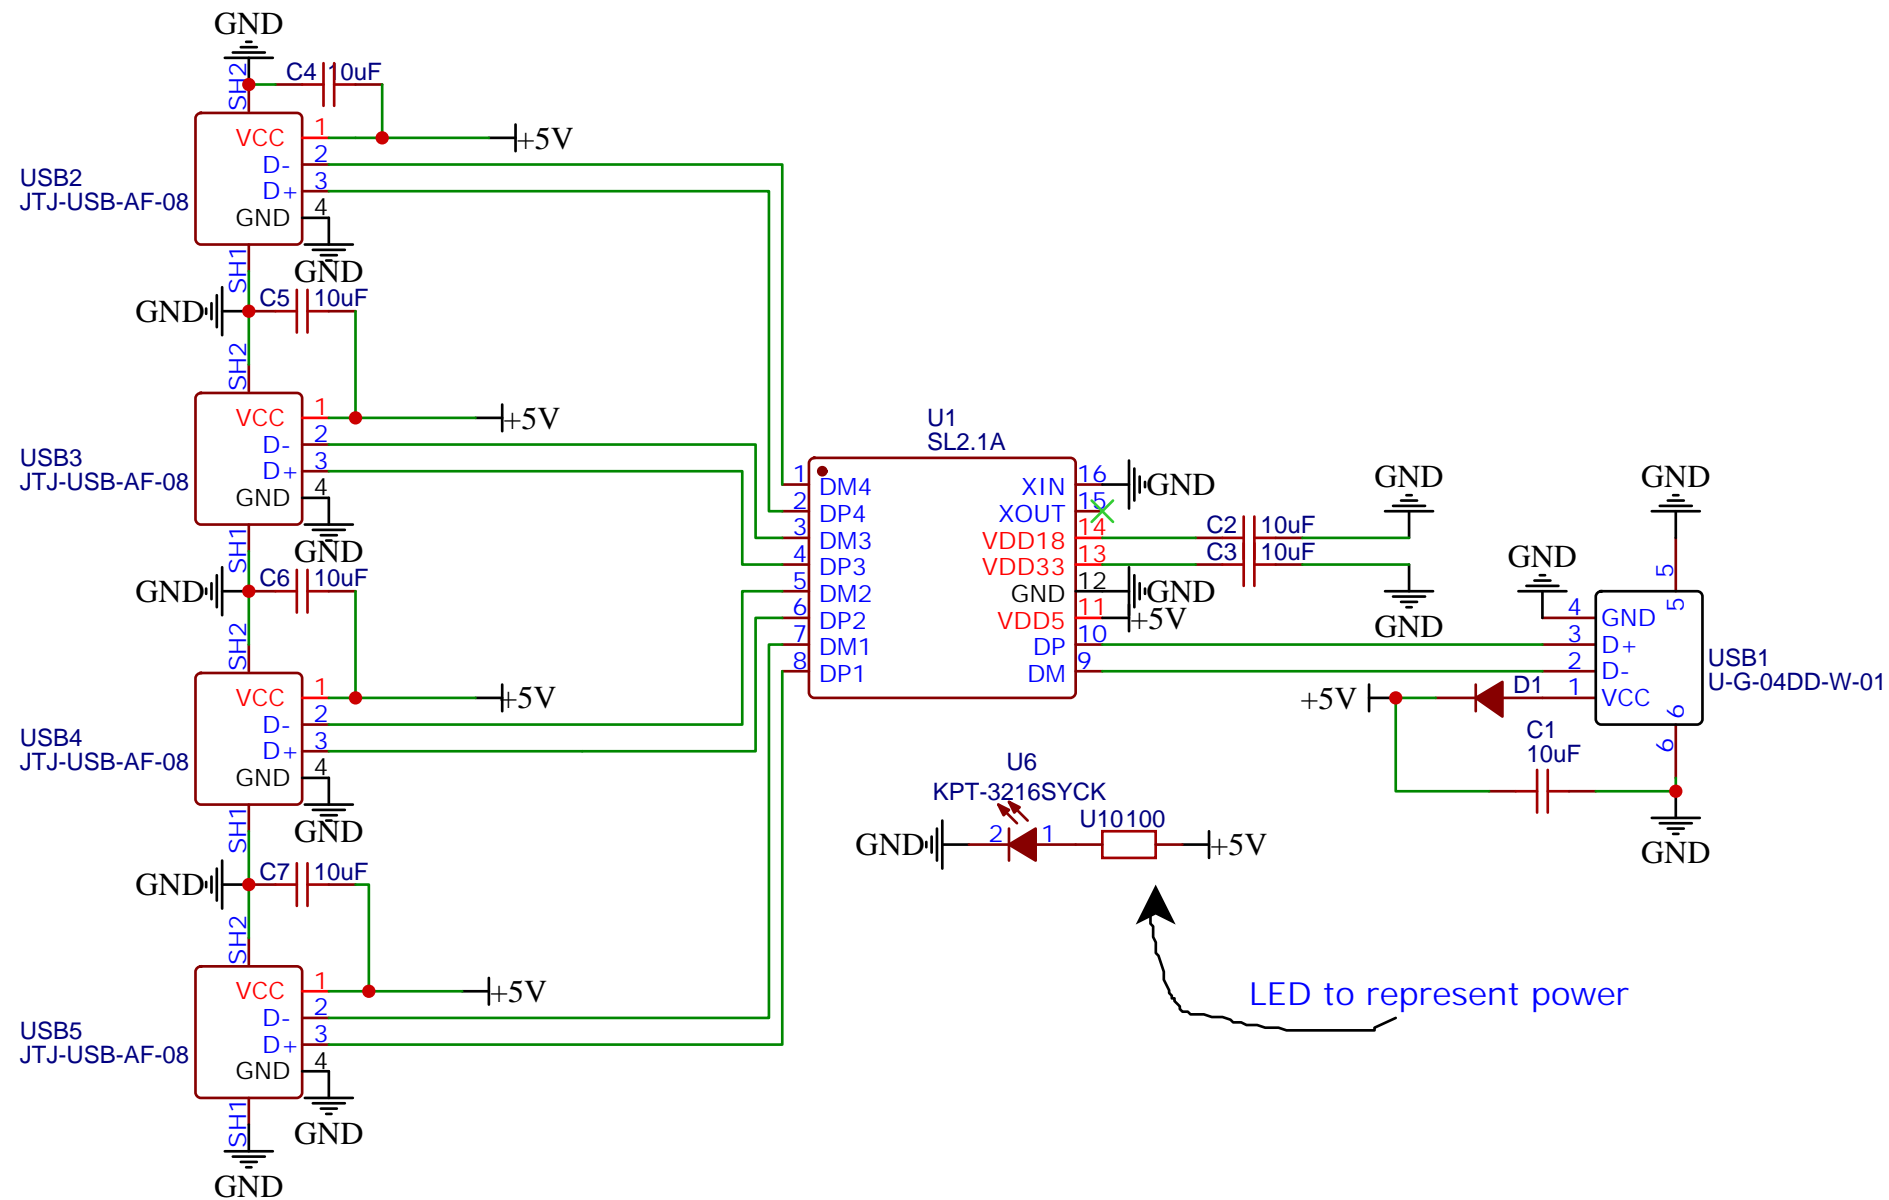 GND
C4 10uF
SH2
VCC 1
D- 2
D+ 3
GND 4
USB2
JTJ-USB-AF-08
+5V
SH1
GND
GND
C5 10uF
SH2
VCC 1
D- 2
D+ 3
GND 4
USB3
JTJ-USB-AF-08
+5V
SH1
GND
GND
C6 10uF
SH2
VCC 1
D- 2
D+ 3
GND 4
USB4
JTJ-USB-AF-08
+5V
SH1
GND
GND
C7 10uF
SH2
VCC 1
D- 2
D+ 3
GND 4
USB5
JTJ-USB-AF-08
+5V
SH1
GND
GND
U1
SL2.1A
1 DM4
2 DP4
3 DM3
4 DP3
5 DM2
6 DP2
7 DM1
8 DP1
XIN 16
XOUT 15
VDD18 14
VDD33 13
GND 12
VDD5 11
DP 10
DM 9
GND
GND
+5V
C2 10uF
C3 10uF
GND
GND
GND
5
5
GND
4 GND
3 D+
2 D-
1 VCC
USB1
U-G-04DD-W-01
+5V
D1
6
6
C1
10uF
GND
U6
KPT-3216SYCK
U10100
GND
2
1
+5V
LED to represent power